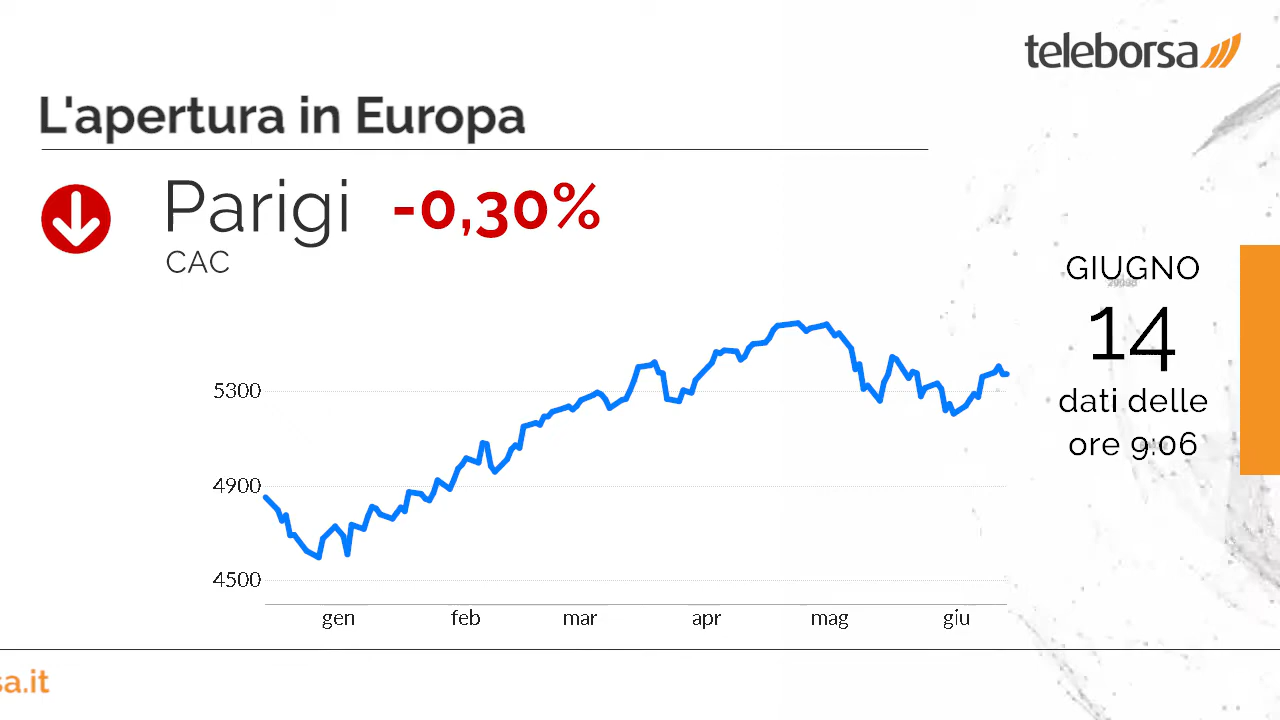 teleborsa
L'apertura in Europa
Parigi -0,30%
CAC
GIUGNO
14
dati delle
ore 9:06
5300
4900
4500
gen feb mar apr mag giu
sa.it